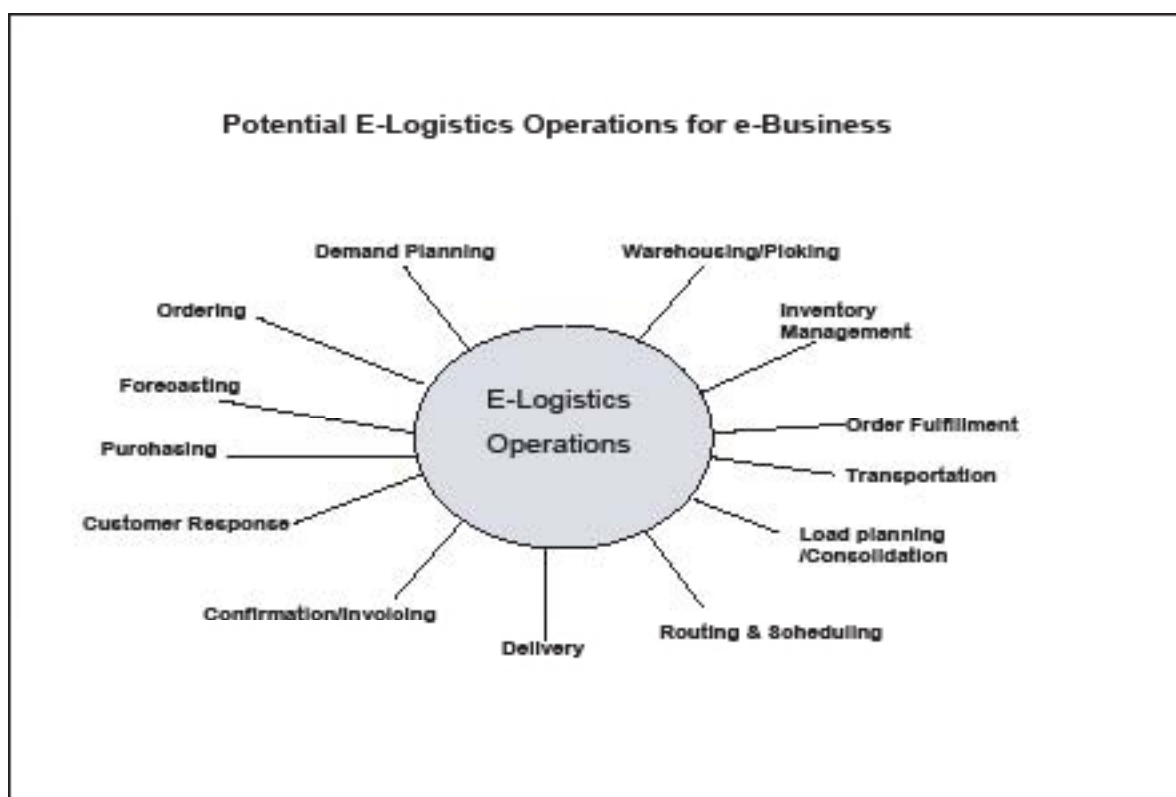 Potential E-Logistics Operations for e-Business
Demand Planning
Warehousing/Picking
Ordering
Inventory
Management
Forecasting
E-Logistics
Operations
Order Fulfillment
Purchasing
Transportation
Customer Response
Load planning
/Consolidation
Confirmation/Invoicing
Routing & Scheduling
Delivery